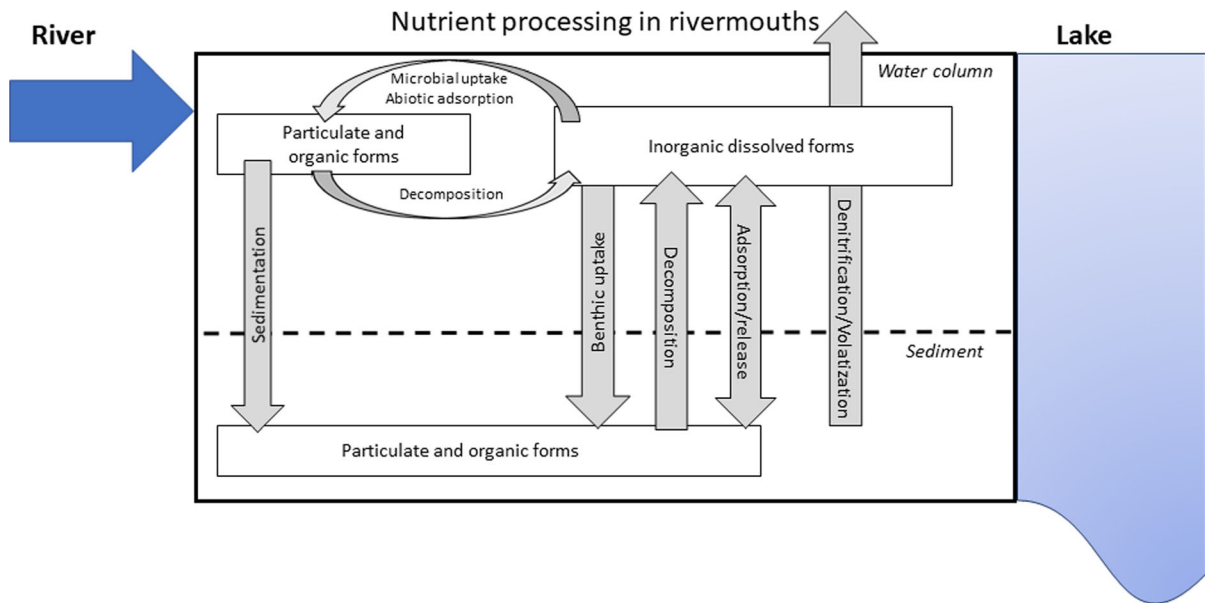 Nutrient processing in rivermouths
River
Lake
Water column
Microbial uptake
Abiotic adsorption
Particulate and
organic forms
Inorganic dissolved forms
Decomposition
Sedimentation
Benthic uptake
Decomposition
Adsorption/release
Denitrification/Volatization
Sediment
Particulate and organic forms